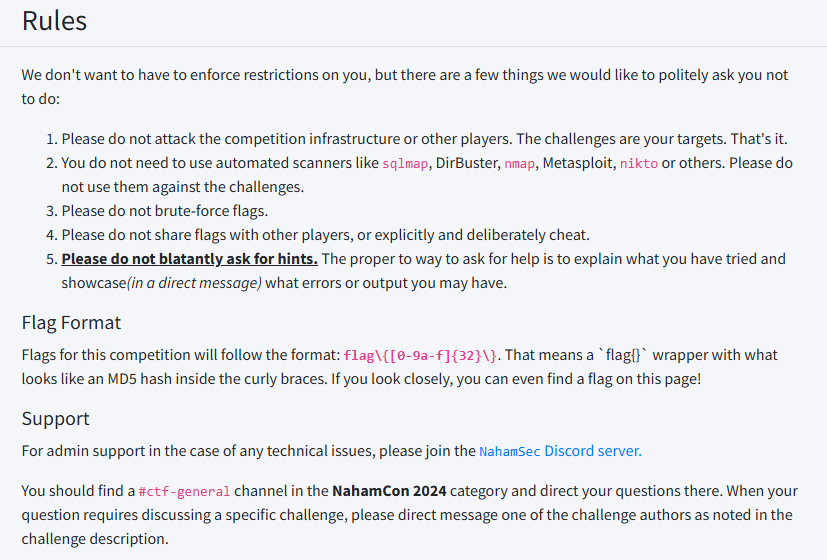 Rules
We don't want to have to enforce restrictions on you, but there are a few things we would like to politely ask you not
to do:
1. Please do not attack the competition infrastructure or other players. The challenges are your targets. That's it.
2. You do not need to use automated scanners like sqlmap, DirBuster, nmap, Metasploit, nikto or others. Please do
not use them against the challenges.
3. Please do not brute-force flags.
4. Please do not share flags with other players, or explicitly and deliberately cheat.
5. Please do not blatantly ask for hints. The proper to way to ask for help is to explain what you have tried and
showcase(in a direct message) what errors or output you may have.
Flag Format
Flags for this competition will follow the format: flag\{[0-9a-f]{32}\}. That means a `flag{}` wrapper with what
looks like an MD5 hash inside the curly braces. If you look closely, you can even find a flag on this page!
Support
For admin support in the case of any technical issues, please join the NahamSec Discord server.
You should find a #ctf-general channel in the NahamCon 2024 category and direct your questions there. When your
question requires discussing a specific challenge, please direct message one of the challenge authors as noted in the
challenge description.